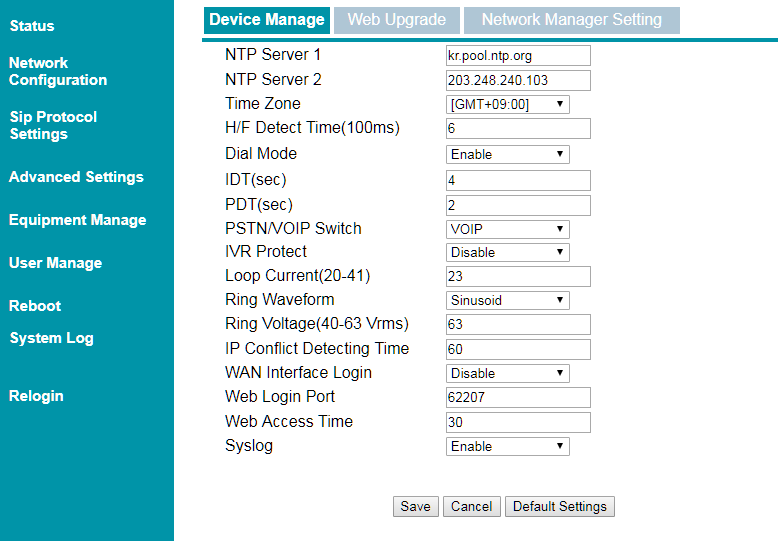 Status
Network
Configuration
Sip Protocol
Settings
Advanced Settings
Equipment Manage
User Manage
Reboot
System Log
Relogin
Device Manage Web Upgrade Network Manager Setting
NTP Server 1 kr.pool.ntp.org
NTP Server 2 203.248.240.103
Time Zone [GMT+09:00]
H/F Detect Time(100ms) 6
Dial Mode Enable
IDT(sec) 4
PDT(sec) 2
PSTN/VOIP Switch VOIP
IVR Protect Disable
Loop Current(20-41) 23
Ring Waveform Sinusoid
Ring Voltage(40-63 Vrms) 63
IP Conflict Detecting Time 60
WAN Interface Login Disable
Web Login Port 62207
Web Access Time 30
Syslog Enable
Save Cancel Default Settings